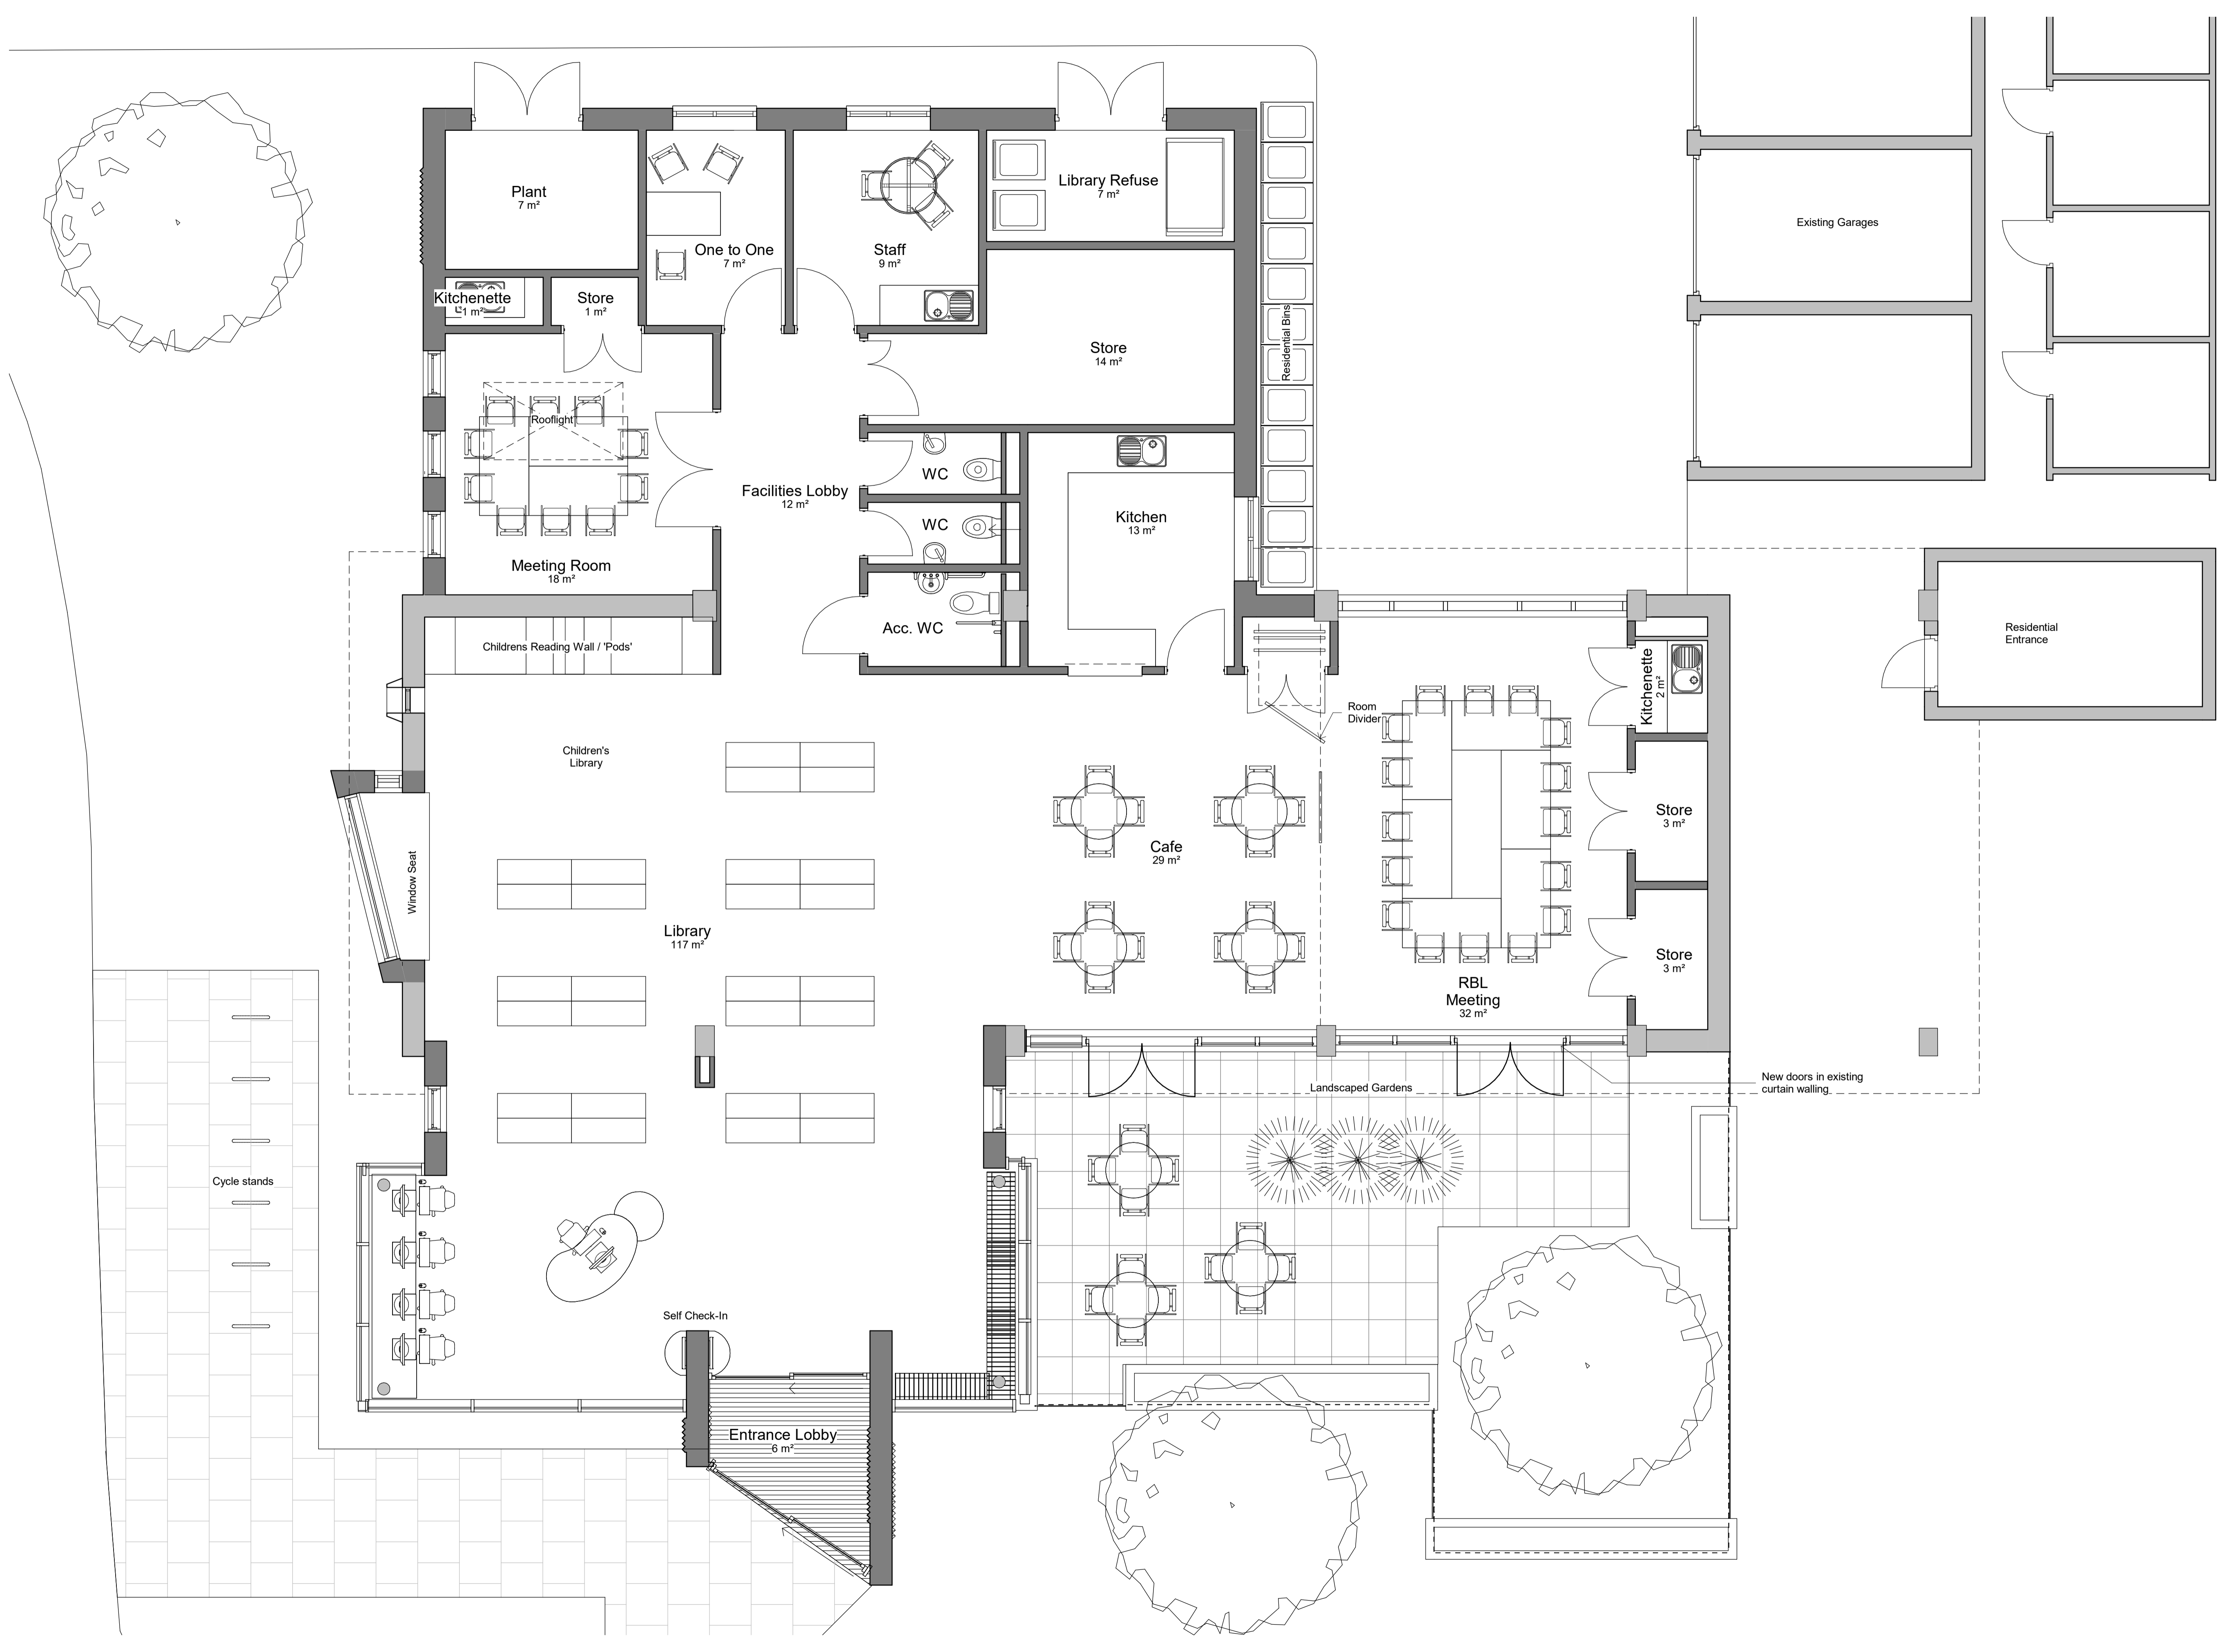 Plant
7 m²
One to One
7 m²
Staff
9 m²
Library Refuse
7 m²
Existing Garages
Kitchenette
1 m²
Store
1 m²
Store
14 m²
Residential Bins
Rooflight
WC
Facilities Lobby
12 m²
WC
Kitchen
13 m²
Meeting Room
18 m²
Acc. WC
Residential
Entrance
Childrens Reading Wall / 'Pods'
Kitchenette
2 m²
Room
Divider
Children's
Library
Store
3 m²
Cafe
29 m²
Window Seat
Library
117 m²
Store
3 m²
RBL
Meeting
32 m²
New doors in existing
curtain walling
Landscaped Gardens
Cycle stands
Self Check-In
Entrance Lobby
6 m²